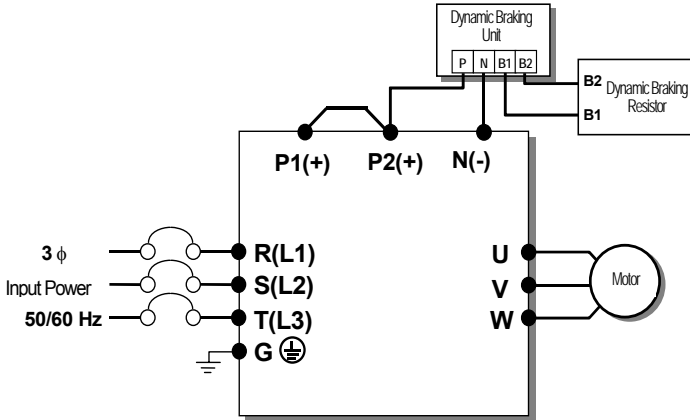 Dynamic Braking
Unit
P N B1 B2
B2
Dynamic Braking
Resistor
B1
P1(+) P2(+) N(-)
3 ϕ
R(L1)
U
Input Power
S(L2)
V
Motor
50/60 Hz
T(L3)
W
G